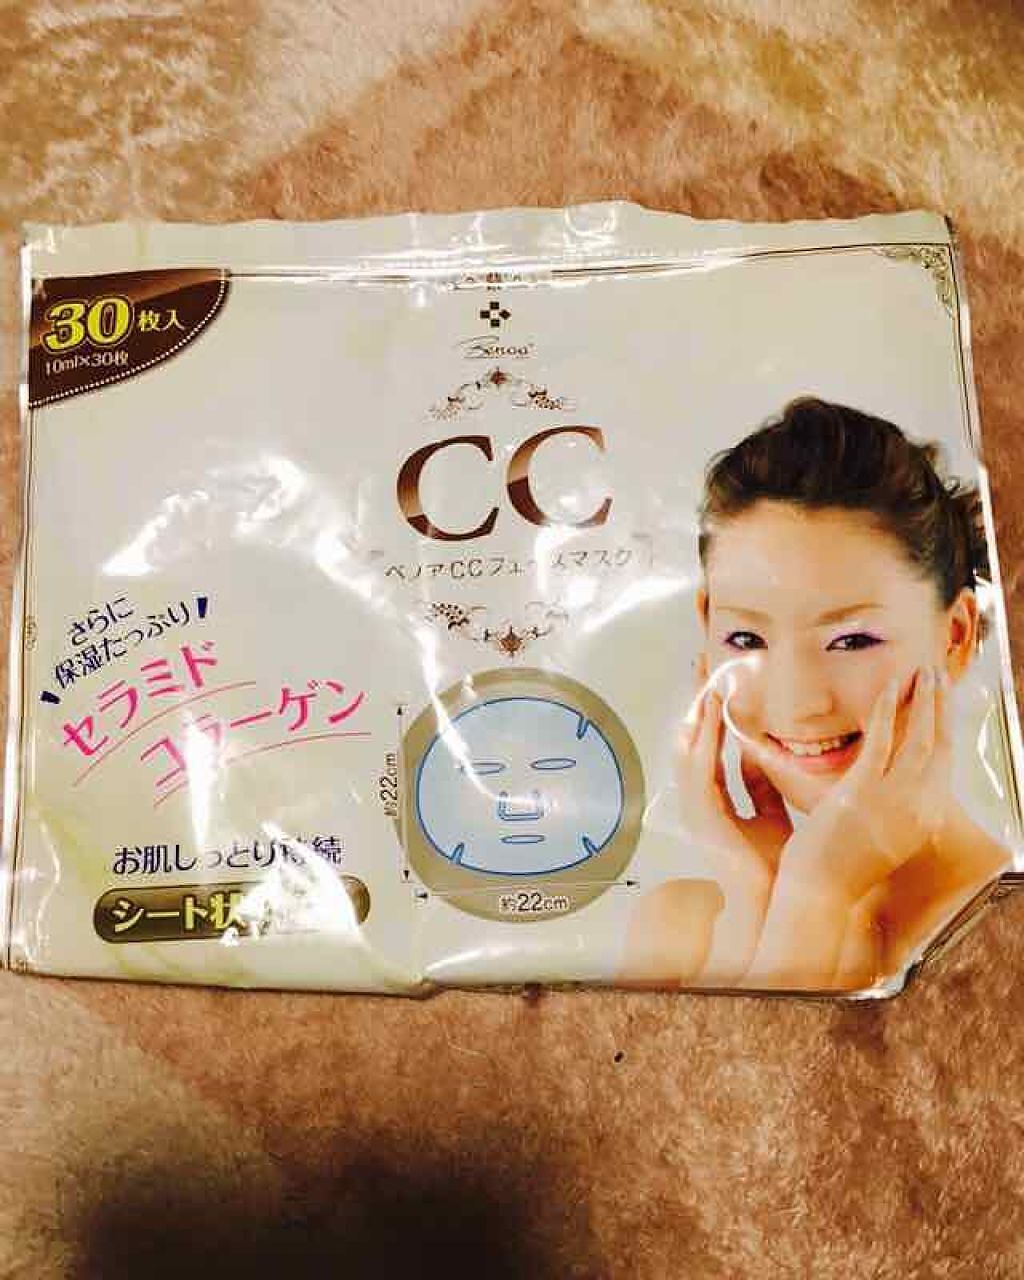 30枚入
10ml×30枚
Benoa
CC
ベノアCCフェースマスク
さらに
保湿たっぷり!
セラミド
コラーゲン
約22cm
約22cm
お肌しっとり持続
シート状